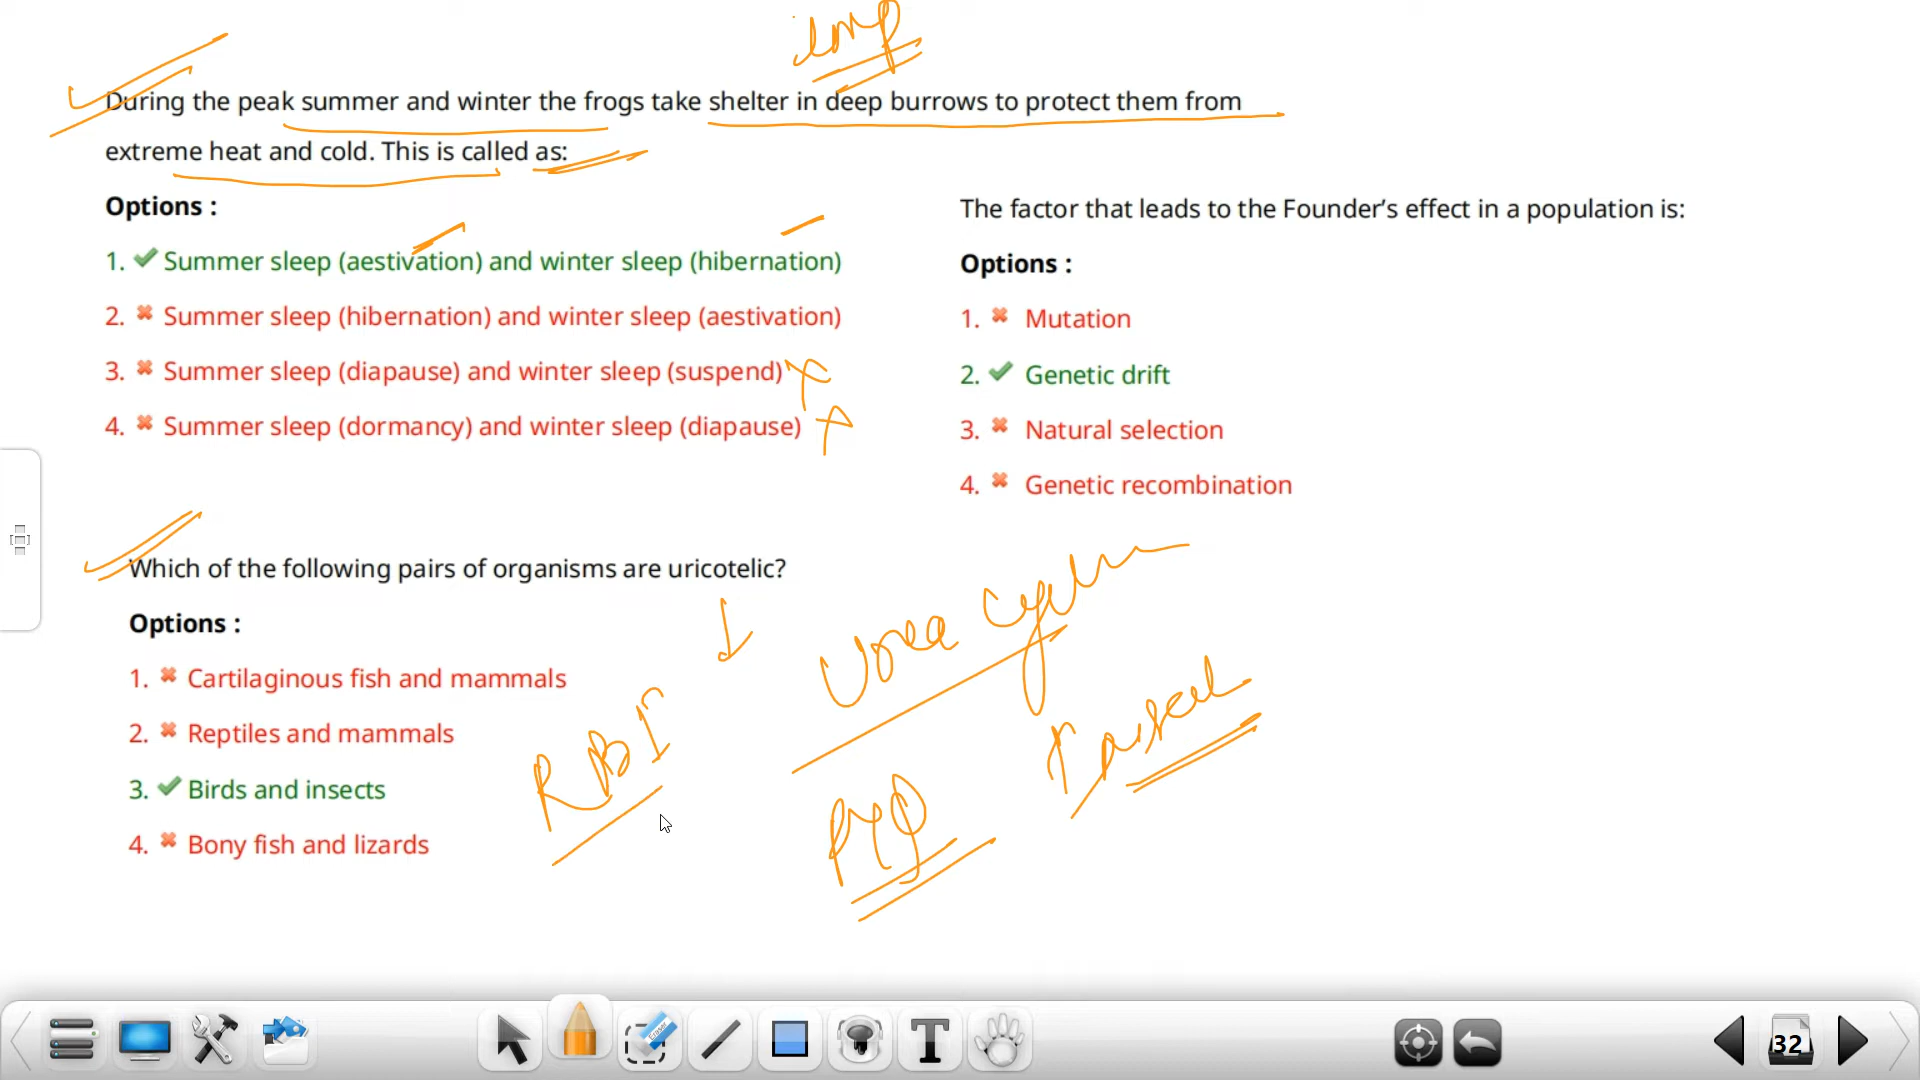 imp
During the peak summer and winter the frogs take shelter in deep burrows to protect them from
extreme heat and cold. This is called as:
Options :
1. Summer sleep (aestivation) and winter sleep (hibernation)
2. Summer sleep (hibernation) and winter sleep (aestivation)
3. Summer sleep (diapause) and winter sleep (suspend)
4. Summer sleep (dormancy) and winter sleep (diapause)
The factor that leads to the Founder’s effect in a population is:
Options :
1. Mutation
2. Genetic drift
3. Natural selection
4. Genetic recombination
Which of the following pairs of organisms are uricotelic?
Options :
1. Cartilaginous fish and mammals
2. Reptiles and mammals
3. Birds and insects
4. Bony fish and lizards
RBI
Urea
PYQ
Eraser
T
32